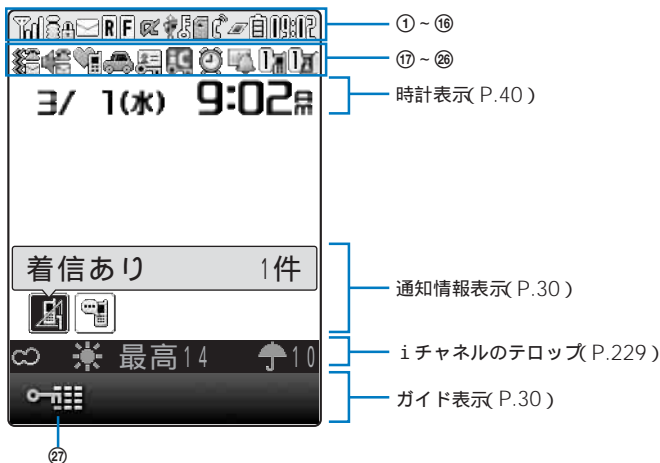 R F 19:02 ①~⑯
⑰~㉖
3/ 1(水) 9:02 時計表示(P.40)
着信あり 1件
通知情報表示(P.30)
最高14 10 iチャネルのテロップ(P.229)
ガイド表示(P.30)
㉗